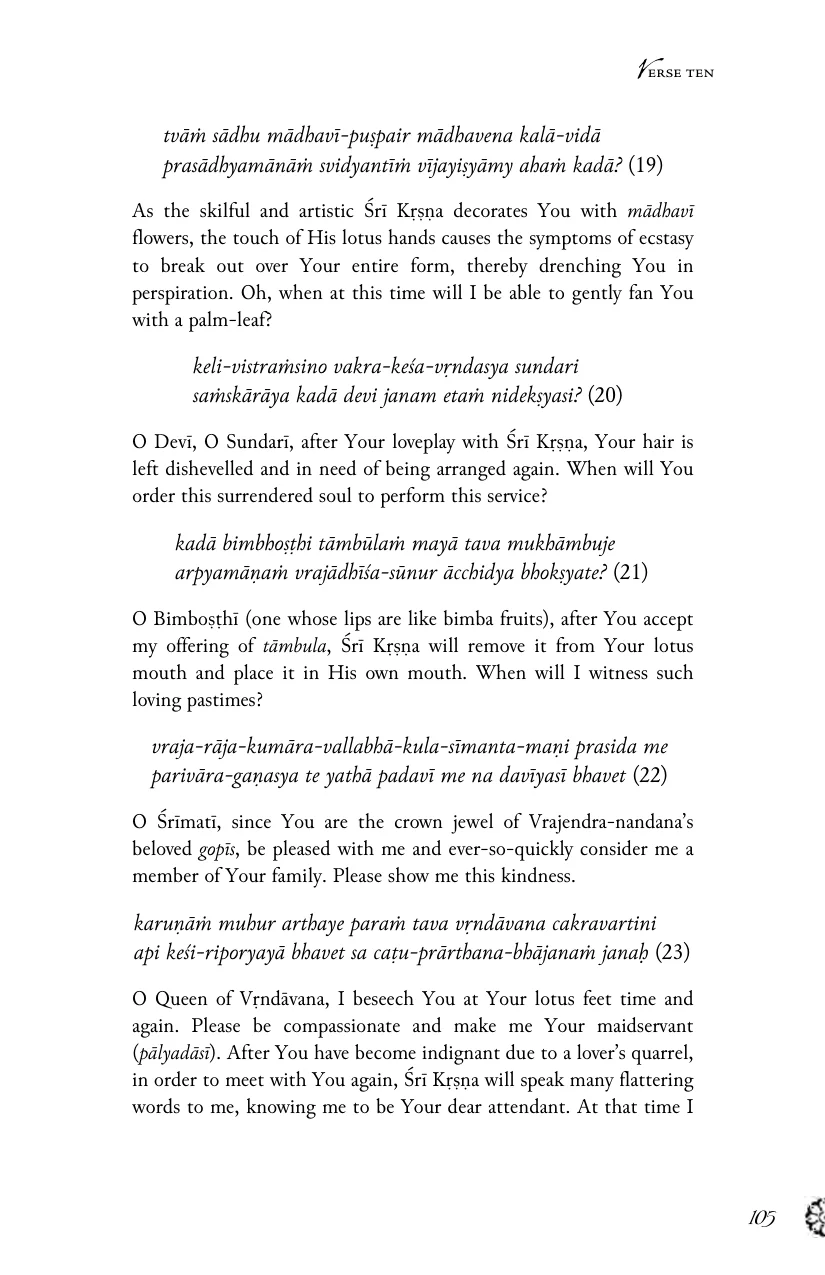 VERSE TEN
tvāṁ sādhu mādhavī-puṣpair mādhavena kalā-vidā
prasādhyamānāṁ svidyantīṁ vījayiṣyāmy ahaṁ kadā? (19)
As the skilful and artistic Śrī Kṛṣṇa decorates You with mādhavī
flowers, the touch of His lotus hands causes the symptoms of ecstasy
to break out over Your entire form, thereby drenching You in
perspiration. Oh, when at this time will I be able to gently fan You
with a palm-leaf?
keli-vistraṁsino vakra-keśa-vṛndasya sundari
saṁskārāya kadā devi janam etaṁ nidekṣyasi? (20)
O Devī, O Sundarī, after Your loveplay with Śrī Kṛṣṇa, Your hair is
left dishevelled and in need of being arranged again. When will You
order this surrendered soul to perform this service?
kadā bimbhoṣṭhi tāmbūlaṁ mayā tava mukhāmbuje
arpyamāṇaṁ vrajādhīśa-sūnur ācchidya bhokṣyate? (21)
O Bimboṣṭhī (one whose lips are like bimba fruits), after You accept
my offering of tāmbula, Śrī Kṛṣṇa will remove it from Your lotus
mouth and place it in His own mouth. When will I witness such
loving pastimes?
vraja-rāja-kumāra-vallabhā-kula-sīmanta-maṇi prasida me
parivāra-gaṇasya te yathā padavī me na davīyasī bhavet (22)
O Śrīmatī, since You are the crown jewel of Vrajendra-nandana’s
beloved gopīs, be pleased with me and ever-so-quickly consider me a
member of Your family. Please show me this kindness.
karuṇāṁ muhur arthaye paraṁ tava vṛndāvana cakravartini
api keśi-riporyayā bhavet sa caṭu-prārthana-bhājanaṁ janaḥ (23)
O Queen of Vṛndāvana, I beseech You at Your lotus feet time and
again. Please be compassionate and make me Your maidservant
(pālyadāsī). After You have become indignant due to a lover’s quarrel,
in order to meet with You again, Śrī Kṛṣṇa will speak many flattering
words to me, knowing me to be Your dear attendant. At that time I
105